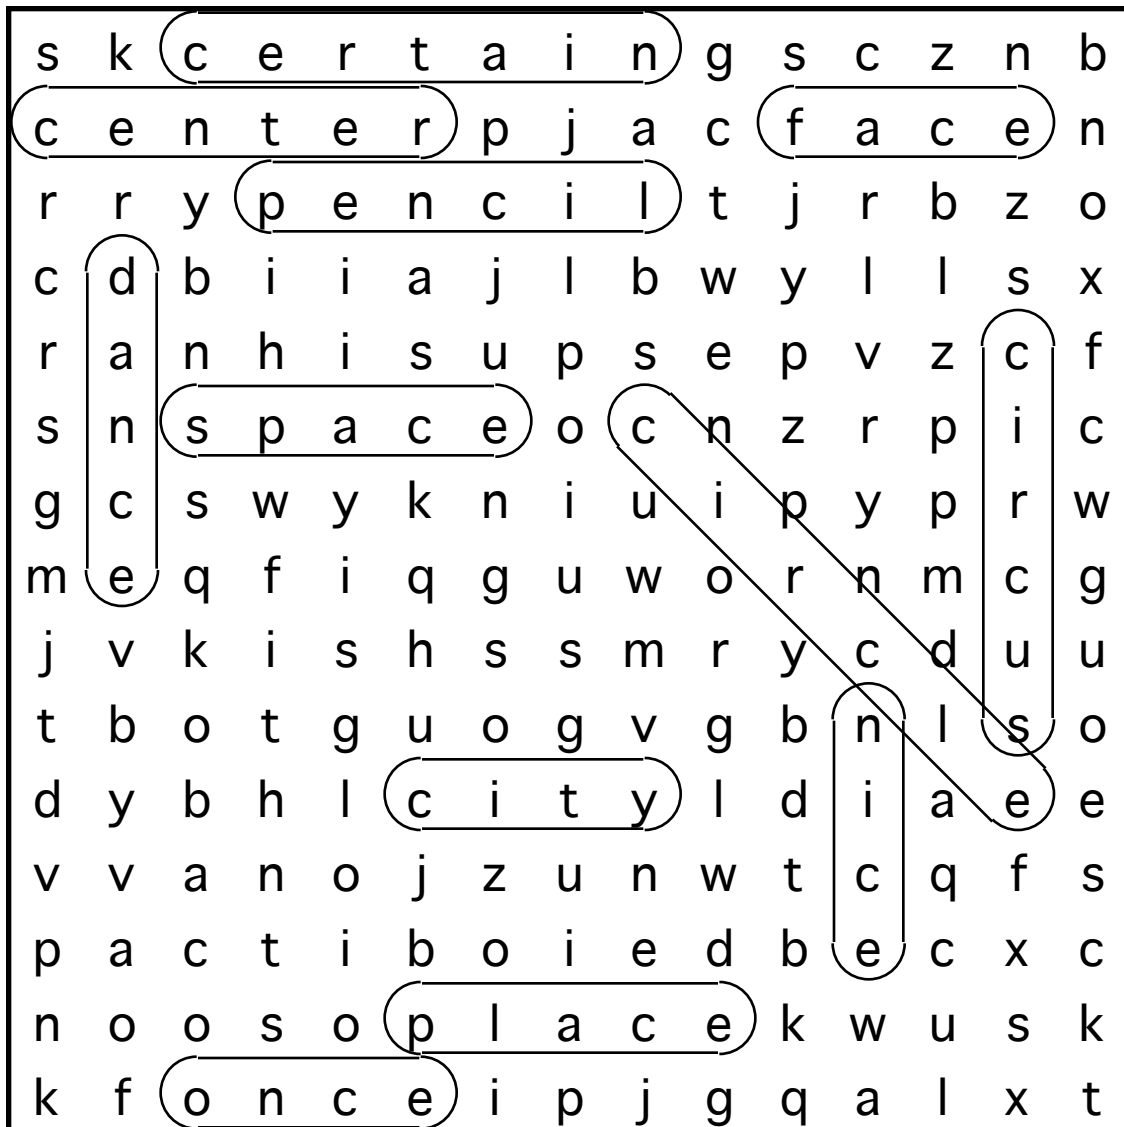 s k c e r t a i n g s c z n b
c e n t e r p j a c f a c e n
r r y p e n c i l t j r b z o
c d b i i a j l b w y l l s x
r a n h i s u p s e p v z c f
s n s p a c e o c n z r p i c
g c s w y k n i u i p y p r w
m e q f i q g u w o r n m c g
j v k i s h s s m r y c d u u
t b o t g u o g v g b n l s o
d y b h l c i t y l d i a e e
v v a n o j z u n w t c q f s
p a c t i b o i e d b e c x c
n o o s o p l a c e k w u s k
k f o n c e i p j g q a l x t